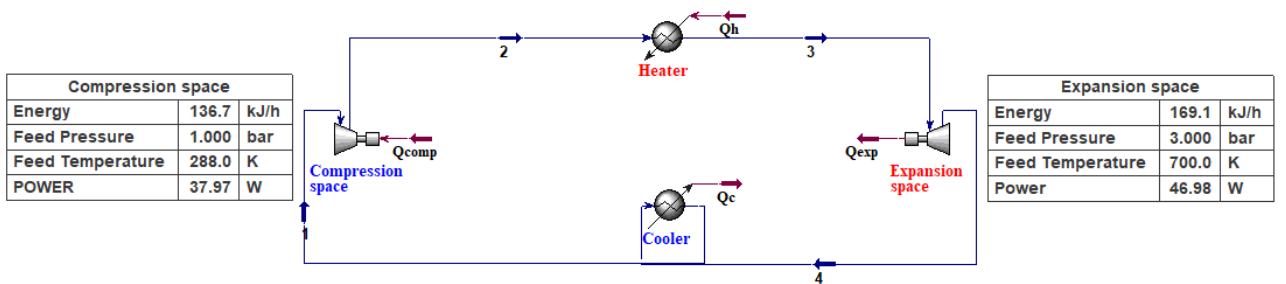 Qh
2
3
Heater
Compression space
Energy 136.7 kJ/h
Feed Pressure 1.000 bar
Feed Temperature 288.0 K
POWER 37.97 W
Qcomp
Compression
space
Qexp
Expansion
space
Expansion space
Energy 169.1 kJ/h
Feed Pressure 3.000 bar
Feed Temperature 700.0 K
Power 46.98 W
Qc
Cooler
1
4